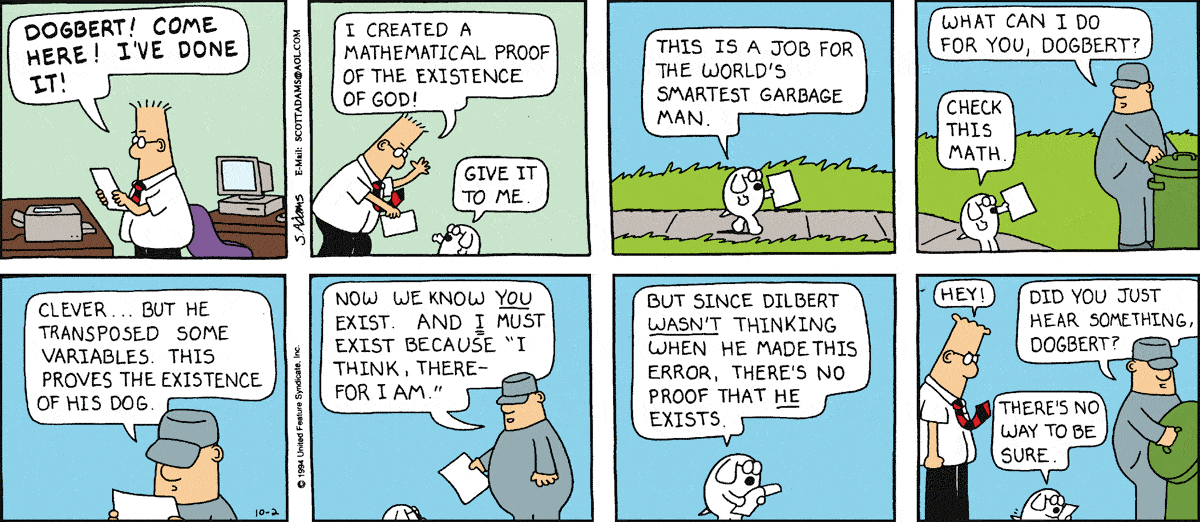 DOGBERT! COME
HERE! I'VE DONE
IT!
S.ADAMS E-Mail: SCOTTADAMS@AOL.COM
I CREATED A
MATHEMATICAL PROOF
OF THE EXISTENCE
OF GOD!
GIVE IT
TO ME.
THIS IS A JOB FOR
THE WORLD'S
SMARTEST GARBAGE
MAN.
WHAT CAN I DO
FOR YOU, DOGBERT?
CHECK
THIS
MATH.
CLEVER... BUT HE
TRANSPOSED SOME
VARIABLES. THIS
PROVES THE EXISTENCE
OF HIS DOG.
10-2
© 1994 United Feature Syndicate, Inc.
NOW WE KNOW YOU
EXIST. AND I MUST
EXIST BECAUSE "I
THINK, THERE-
FOR I AM."
BUT SINCE DILBERT
WASN'T THINKING
WHEN HE MADE THIS
ERROR, THERE'S NO
PROOF THAT HE
EXISTS.
HEY!
DID YOU JUST
HEAR SOMETHING,
DOGBERT?
THERE'S NO
WAY TO BE
SURE.